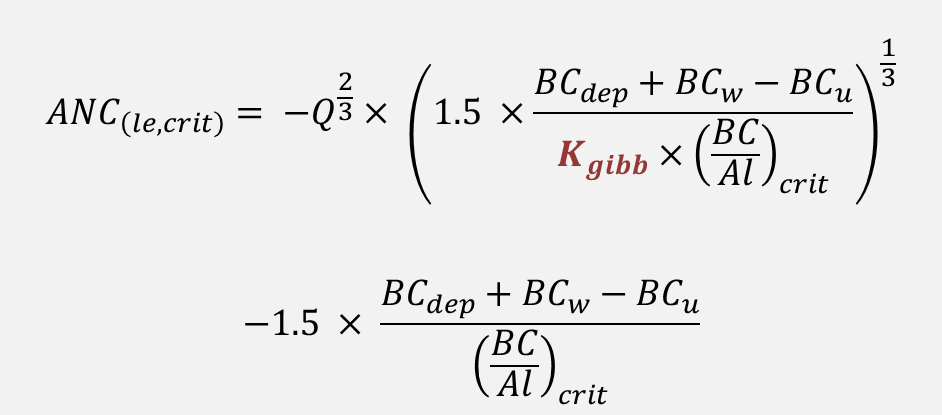 ANC_(le,crit) = −Q^(2/3) × (1.5 × (BC_dep + BC_w − BC_u) / (K_gibb × (BC/Al)_crit))^(1/3)
−1.5 × (BC_dep + BC_w − BC_u) / (BC/Al)_crit